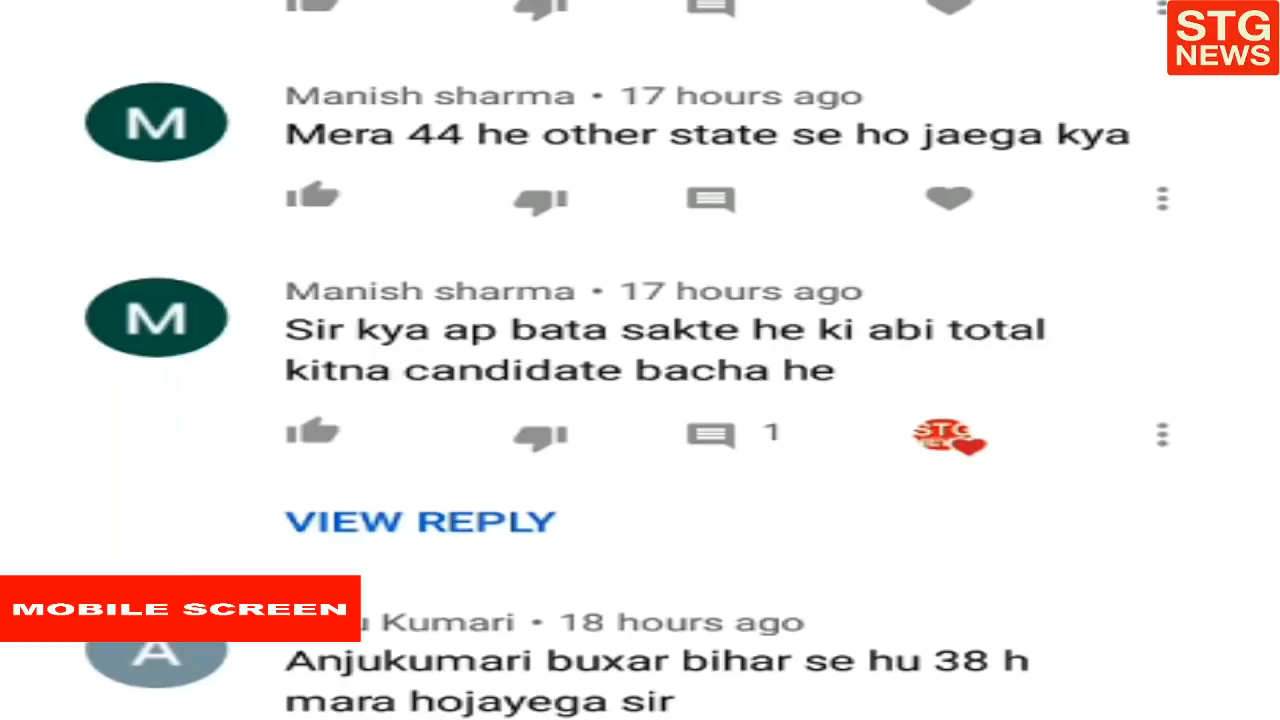 STG
NEWS
Manish sharma • 17 hours ago
M
Mera 44 he other state se ho jaega kya
Manish sharma • 17 hours ago
M
Sir kya ap bata sakte he ki abi total
kitna candidate bacha he
1
VIEW REPLY
MOBILE SCREEN
Kumari • 18 hours ago
A
Anjukumari buxar bihar se hu 38 h
mara hojayega sir